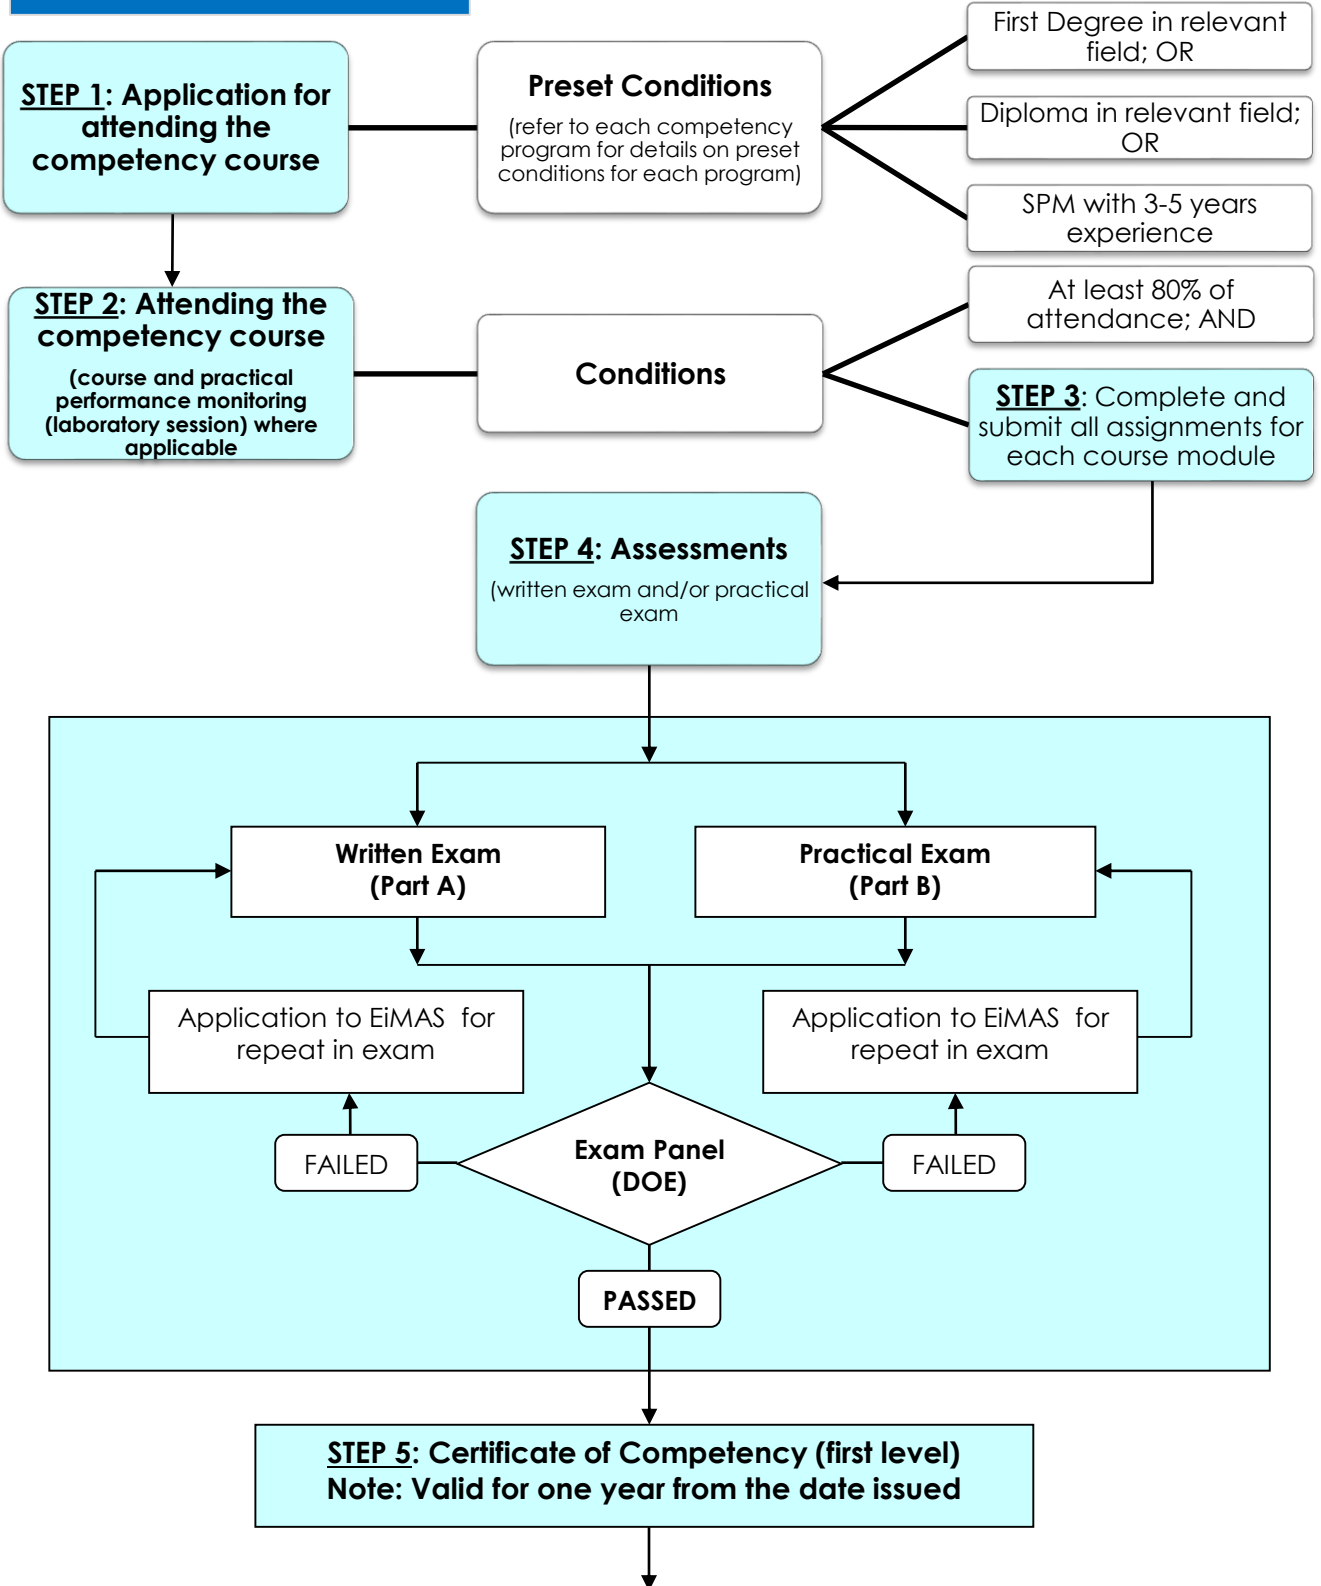 STEP 1: Application for
attending the
competency course
Preset Conditions
(refer to each competency
program for details on preset
conditions for each program)
First Degree in relevant
field; OR
Diploma in relevant field;
OR
SPM with 3-5 years
experience
STEP 2: Attending the
competency course
(course and practical
performance monitoring
(laboratory session) where
applicable
Conditions
At least 80% of
attendance; AND
STEP 3: Complete and
submit all assignments for
each course module
STEP 4: Assessments
(written exam and/or practical
exam
Written Exam
(Part A)
Practical Exam
(Part B)
Application to EiMAS for
repeat in exam
Application to EiMAS for
repeat in exam
FAILED
Exam Panel
(DOE)
FAILED
PASSED
STEP 5: Certificate of Competency (first level)
Note: Valid for one year from the date issued